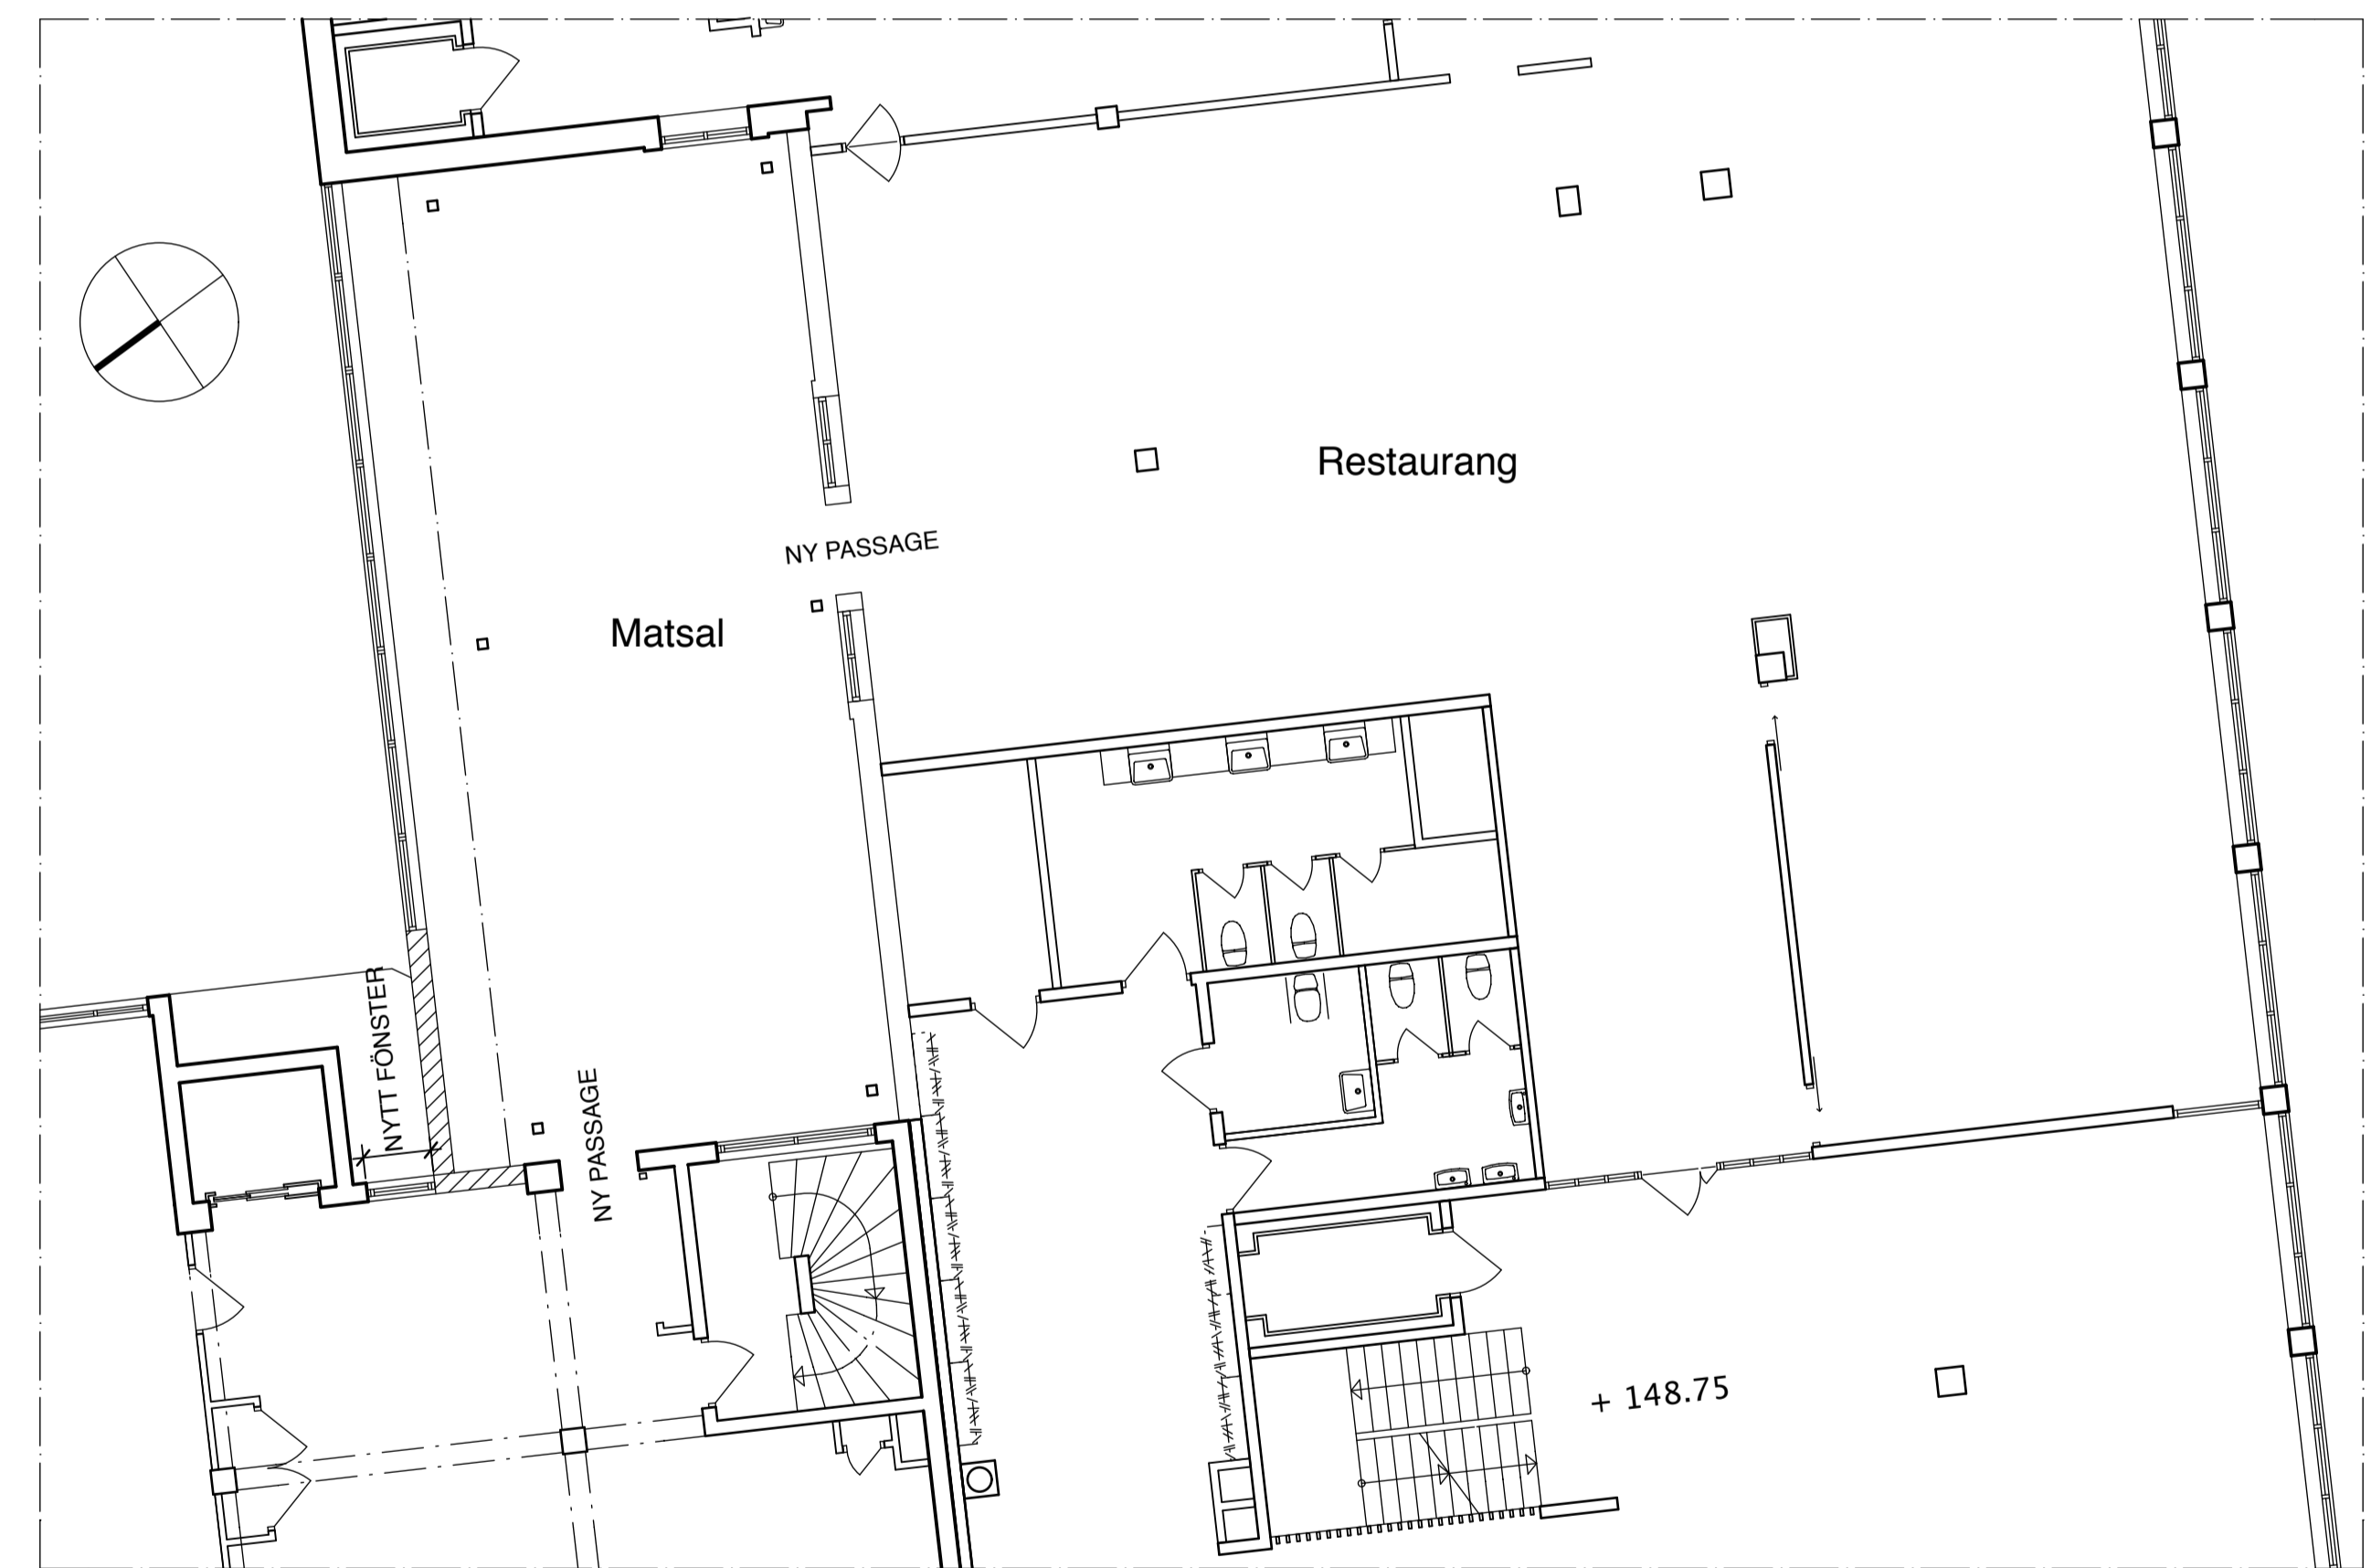 Restaurang
NY PASSAGE
Matsal
NYTT FÖNSTER
NY PASSAGE
+ 148.75